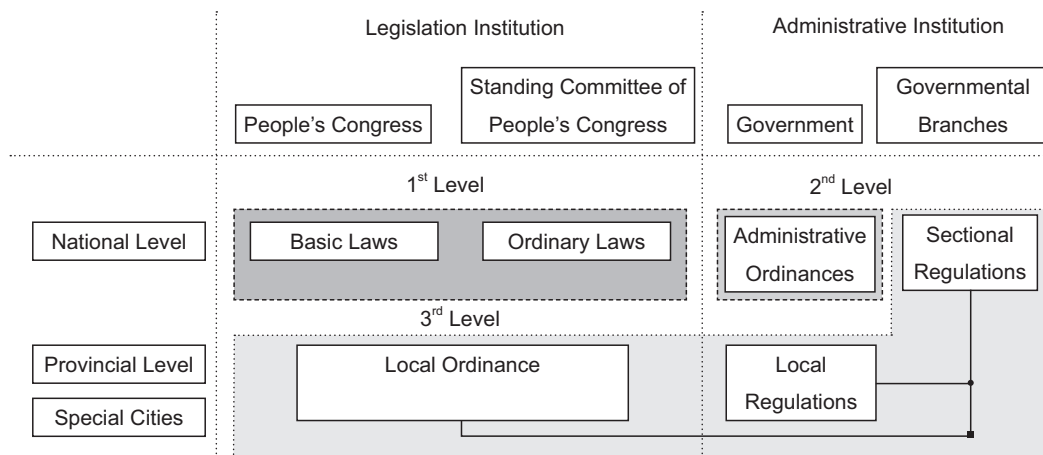 Legislation Institution
Administrative Institution
People's Congress
Standing Committee of
People's Congress
Government
Governmental
Branches
1st Level
2nd Level
National Level
Basic Laws
Ordinary Laws
Administrative
Ordinances
Sectional
Regulations
3rd Level
Provincial Level
Special Cities
Local Ordinance
Local
Regulations